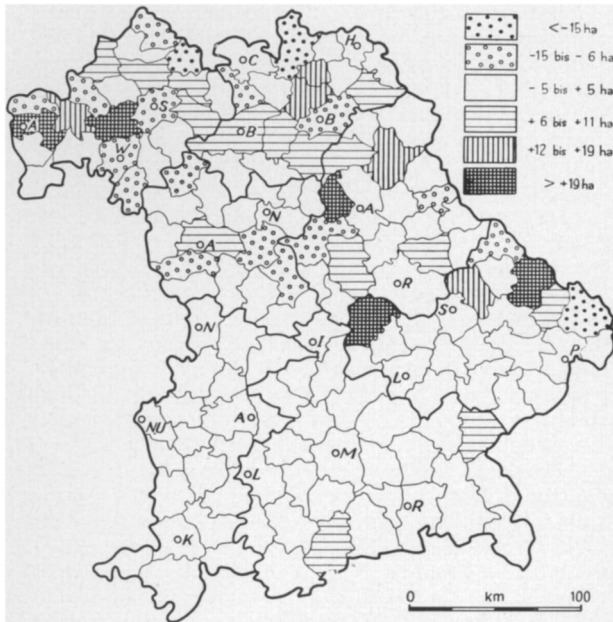 < -15 ha
-15 bis - 6 ha
- 5 bis + 5 ha
+ 6 bis +11 ha
+12 bis +19 ha
> +19 ha
H
C
A
S
B
B
W
N
A
A
R
S
N
I
P
L
NU
A
L
M
R
K
0 km 100